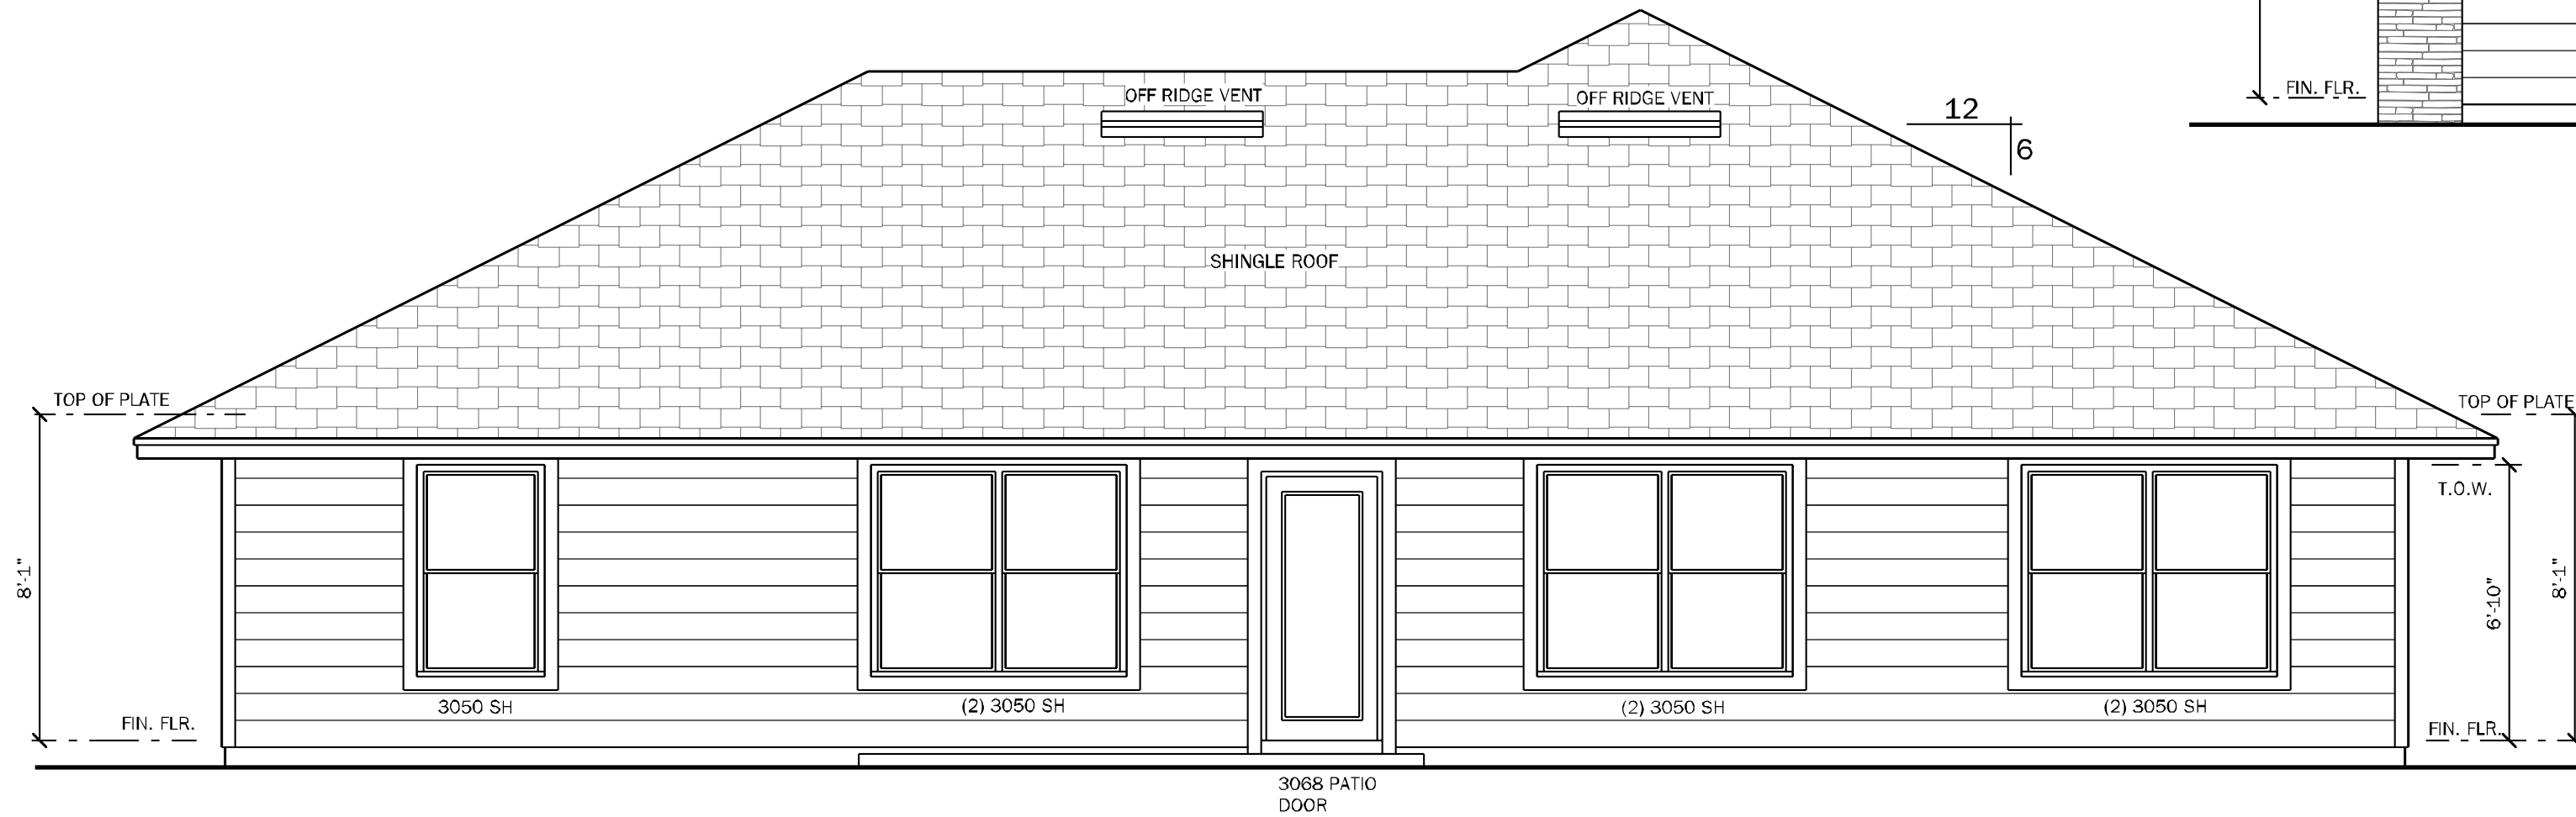 FIN. FLR.
OFF RIDGE VENT
OFF RIDGE VENT
12
6
SHINGLE ROOF
TOP OF PLATE
TOP OF PLATE
T.O.W.
8'-1"
6'-10"
8'-1"
3050 SH
(2) 3050 SH
(2) 3050 SH
(2) 3050 SH
FIN. FLR.
FIN. FLR.
3068 PATIO
DOOR